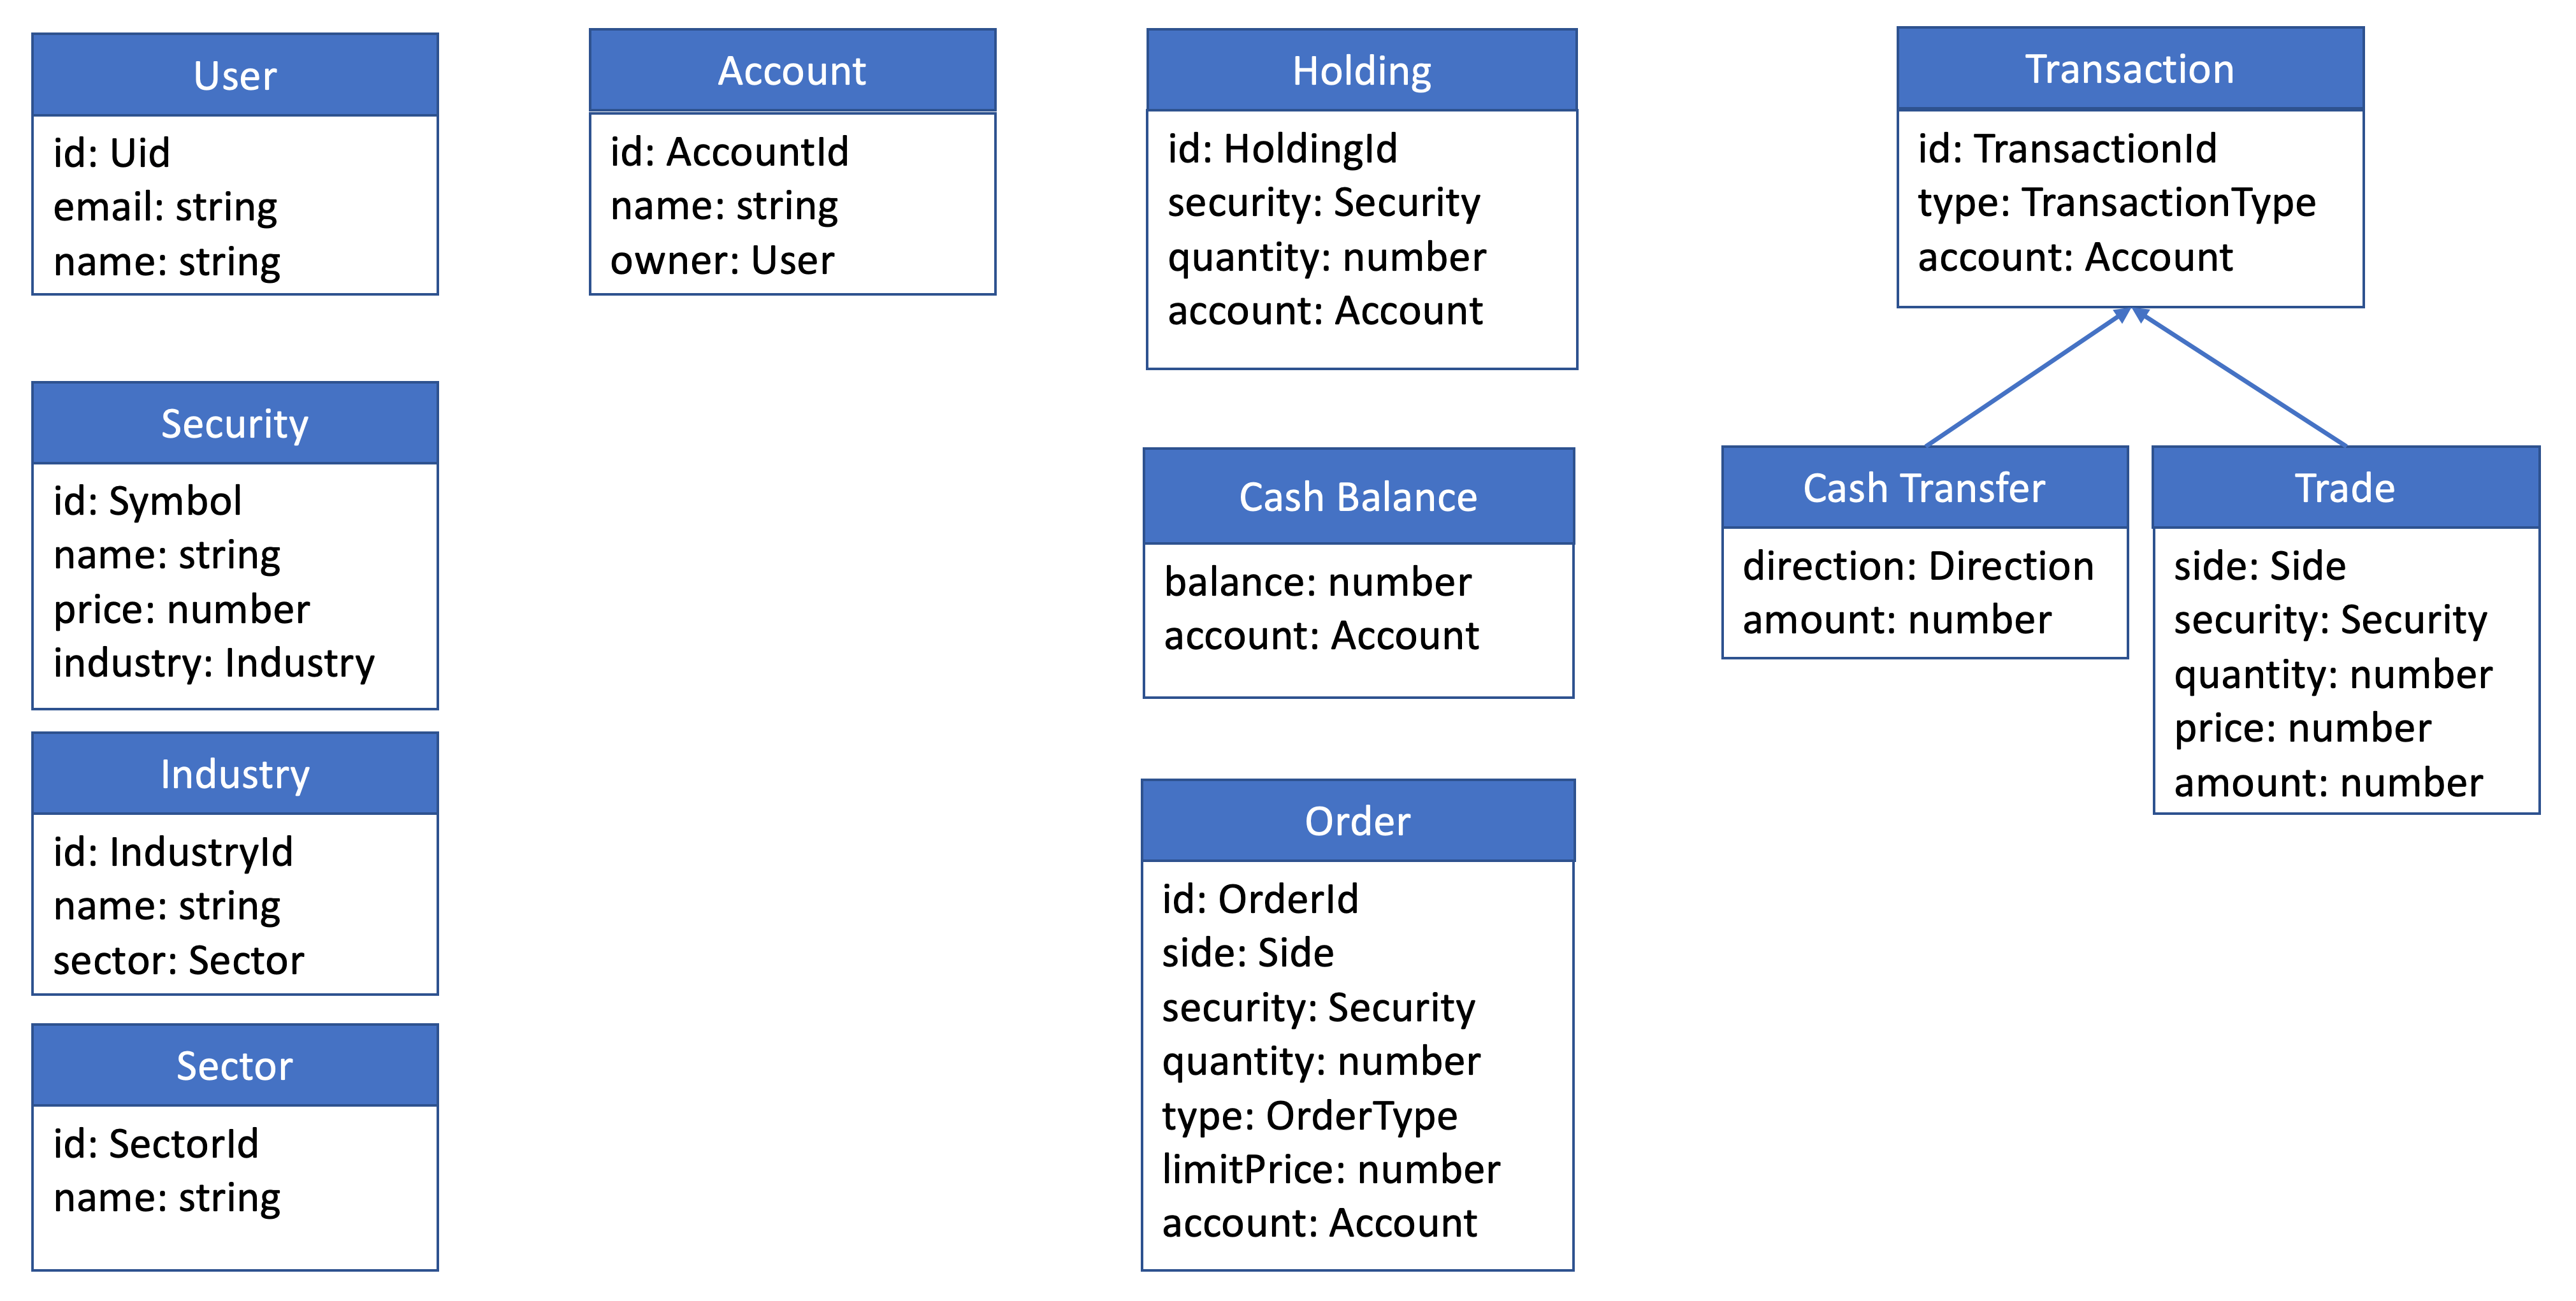 User
id: Uid
email: string
name: string
Account
id: AccountId
name: string
owner: User
Holding
id: HoldingId
security: Security
quantity: number
account: Account
Transaction
id: TransactionId
type: TransactionType
account: Account
Security
id: Symbol
name: string
price: number
industry: Industry
Cash Balance
balance: number
account: Account
Cash Transfer
direction: Direction
amount: number
Trade
side: Side
security: Security
quantity: number
price: number
amount: number
Industry
id: IndustryId
name: string
sector: Sector
Order
id: OrderId
side: Side
security: Security
quantity: number
type: OrderType
limitPrice: number
account: Account
Sector
id: SectorId
name: string